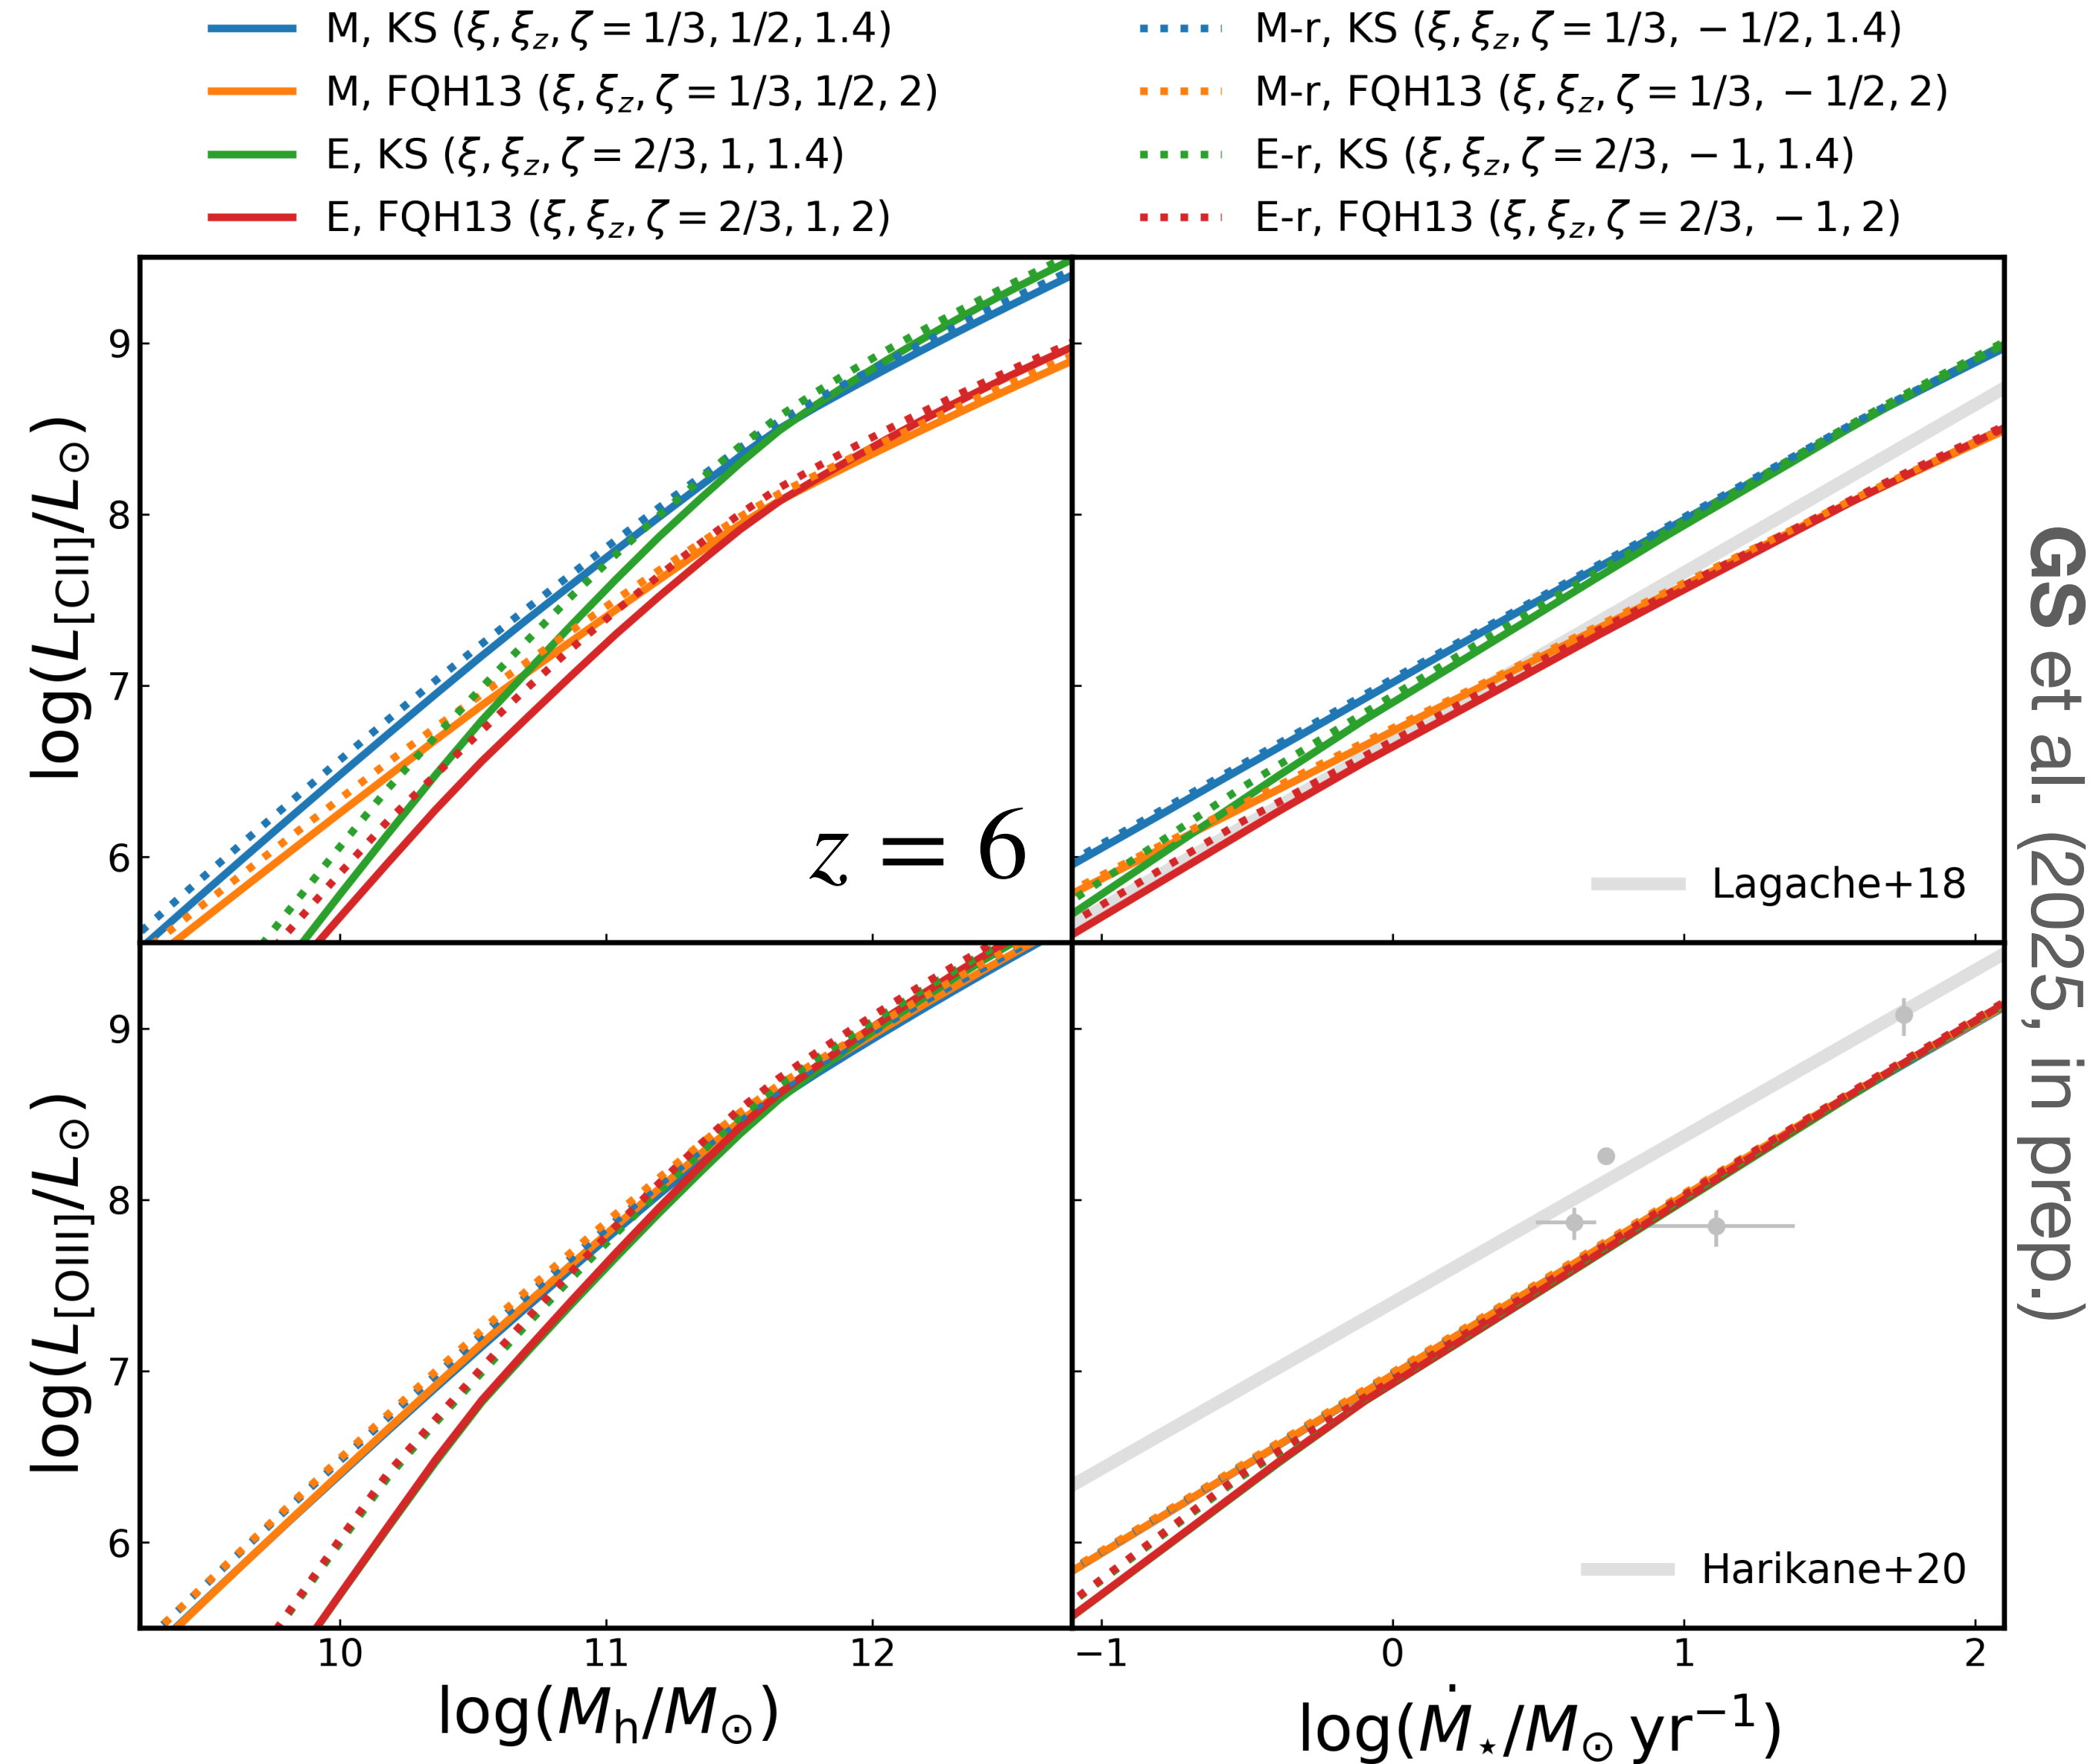 M, KS (ξ, ξ_z, ζ = 1/3, 1/2, 1.4)
M, FQH13 (ξ, ξ_z, ζ = 1/3, 1/2, 2)
E, KS (ξ, ξ_z, ζ = 2/3, 1, 1.4)
E, FQH13 (ξ, ξ_z, ζ = 2/3, 1, 2)
M-r, KS (ξ, ξ_z, ζ = 1/3, −1/2, 1.4)
M-r, FQH13 (ξ, ξ_z, ζ = 1/3, −1/2, 2)
E-r, KS (ξ, ξ_z, ζ = 2/3, −1, 1.4)
E-r, FQH13 (ξ, ξ_z, ζ = 2/3, −1, 2)
log(L_[CII]/L_⊙)
9
8
7
6
z = 6
Lagache+18
log(L_[OIII]/L_⊙)
9
8
7
6
Harikane+20
10 11 12
−1 0 1 2
log(M_h/M_⊙)
log(Ṁ_⋆/M_⊙ yr⁻¹)
GS et al. (2025, in prep.)